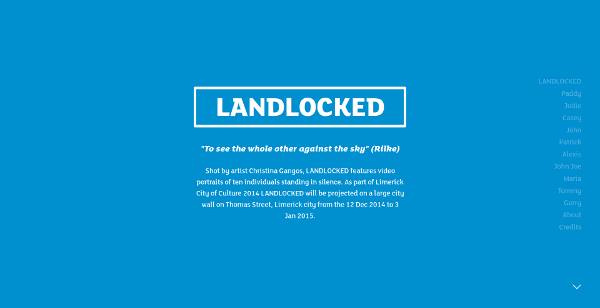 LANDLOCKED
"To see the whole other against the sky" (Rilke)
Shot by artist Christina Gangos, LANDLOCKED features video
portraits of ten individuals standing in silence. As part of Limerick
City of Culture 2014 LANDLOCKED will be projected on a large city
wall on Thomas Street, Limerick city from the 12 Dec 2014 to 3
Jan 2015.
LANDLOCKED
Paddy
Judie
Casey
John
Patrick
Alexis
John Joe
Maria
Tommy
Gerry
About
Credits